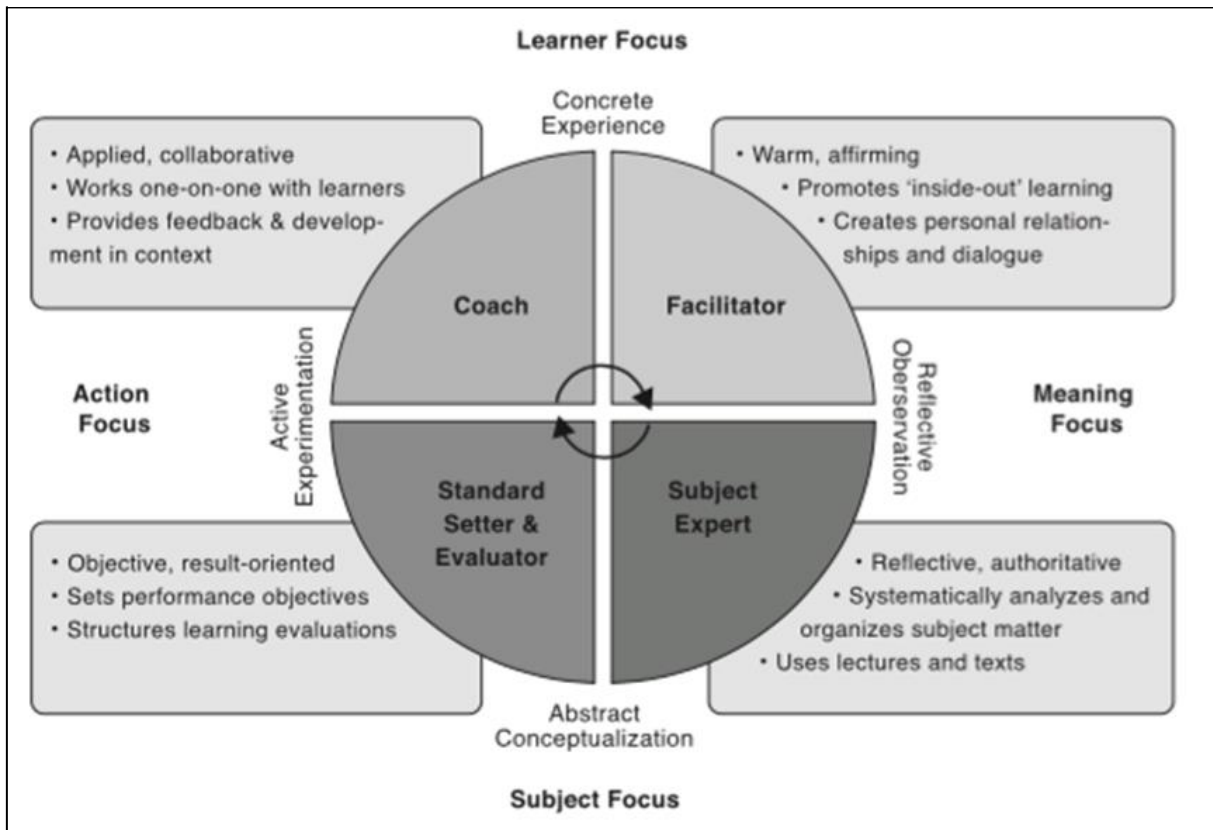 Learner Focus
Concrete
Experience
• Applied, collaborative
• Works one-on-one with learners
• Provides feedback & develop-
ment in context
• Warm, affirming
• Promotes ‘inside-out’ learning
• Creates personal relation-
ships and dialogue
Coach
Facilitator
Action
Focus
Active
Experimentation
Reflective
Oberservation
Meaning
Focus
Standard
Setter &
Evaluator
Subject
Expert
• Objective, result-oriented
• Sets performance objectives
• Structures learning evaluations
• Reflective, authoritative
• Systematically analyzes and
organizes subject matter
• Uses lectures and texts
Abstract
Conceptualization
Subject Focus